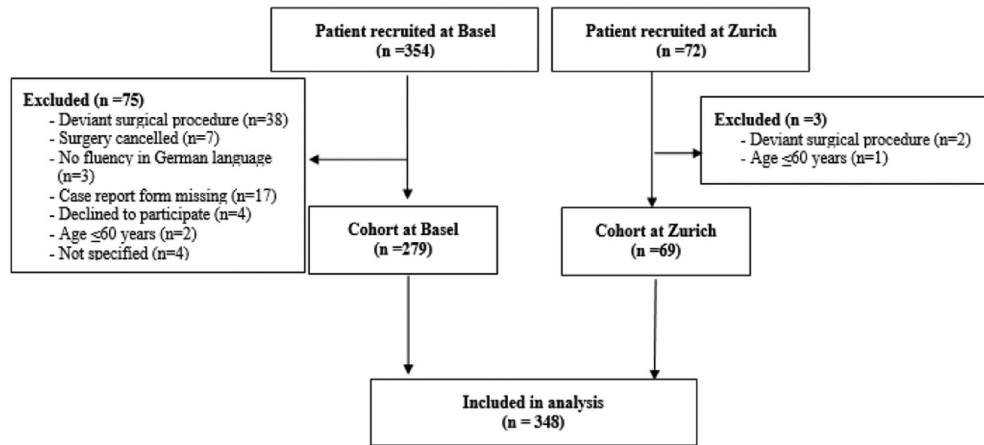 Patient recruited at Basel
(n =354)
Patient recruited at Zurich
(n =72)
Excluded (n =75)
- Deviant surgical procedure (n=38)
- Surgery cancelled (n=7)
- No fluency in German language
(n=3)
- Case report form missing (n=17)
- Declined to participate (n=4)
- Age ≤60 years (n=2)
- Not specified (n=4)
Excluded (n =3)
- Deviant surgical procedure (n=2)
- Age ≤60 years (n=1)
Cohort at Basel
(n =279)
Cohort at Zurich
(n =69)
Included in analysis
(n = 348)